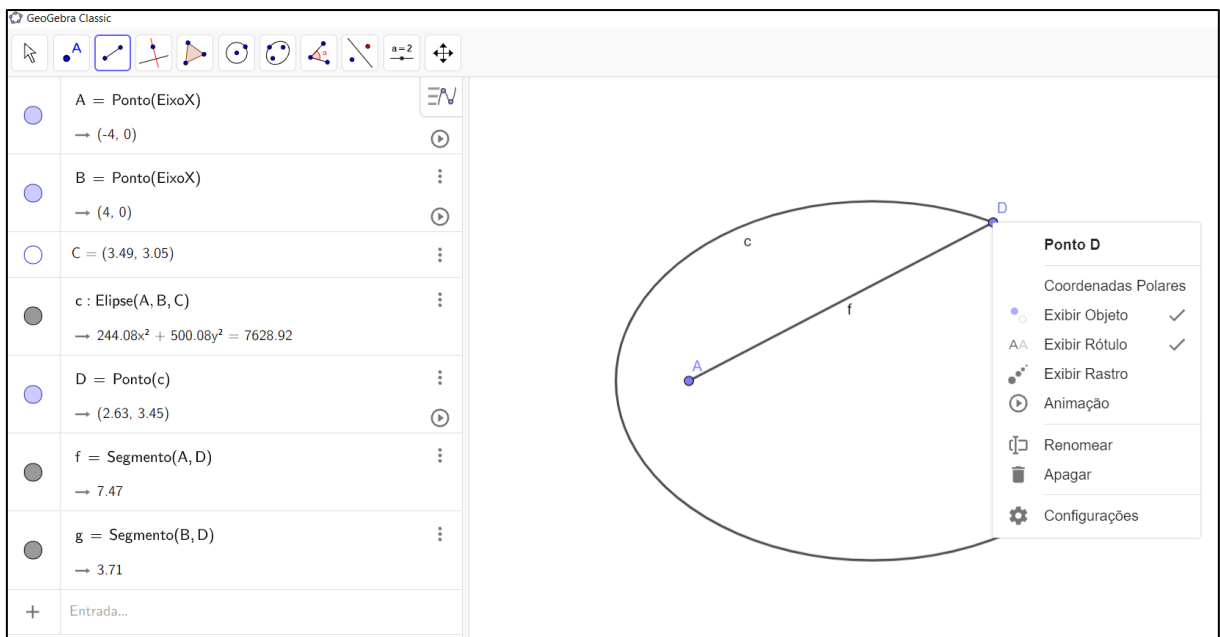 GeoGebra Classic
A
α
a=2
A = Ponto(EixoX)
→ (-4, 0)
B = Ponto(EixoX)
→ (4, 0)
C = (3.49, 3.05)
c : Elipse(A, B, C)
→ 244.08x² + 500.08y² = 7628.92
D = Ponto(c)
→ (2.63, 3.45)
f = Segmento(A, D)
→ 7.47
g = Segmento(B, D)
→ 3.71
+ Entrada...
D
c
f
A
Ponto D
Coordenadas Polares
Exibir Objeto
AA Exibir Rótulo
Exibir Rastro
Animação
Renomear
Apagar
Configurações